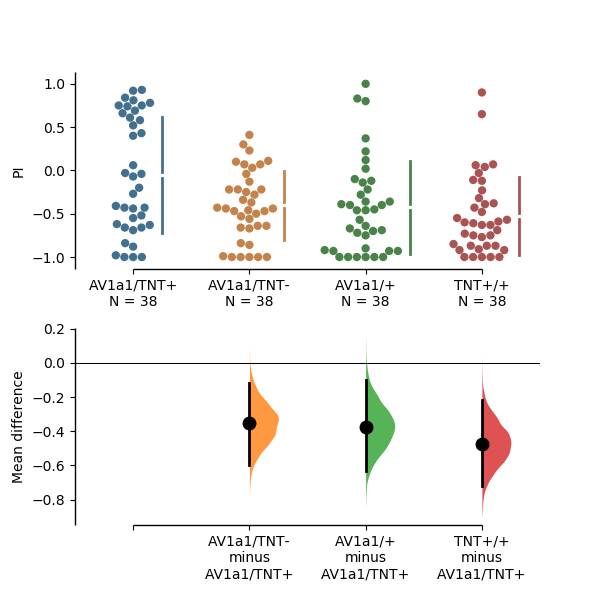 1.0
0.5
0.0
−0.5
−1.0
PI
AV1a1/TNT+ AV1a1/TNT- AV1a1/+ TNT+/+
N = 38 N = 38 N = 38 N = 38
0.2
0.0
−0.2
−0.4
−0.6
−0.8
Mean difference
AV1a1/TNT- AV1a1/+ TNT+/+
minus minus minus
AV1a1/TNT+ AV1a1/TNT+ AV1a1/TNT+